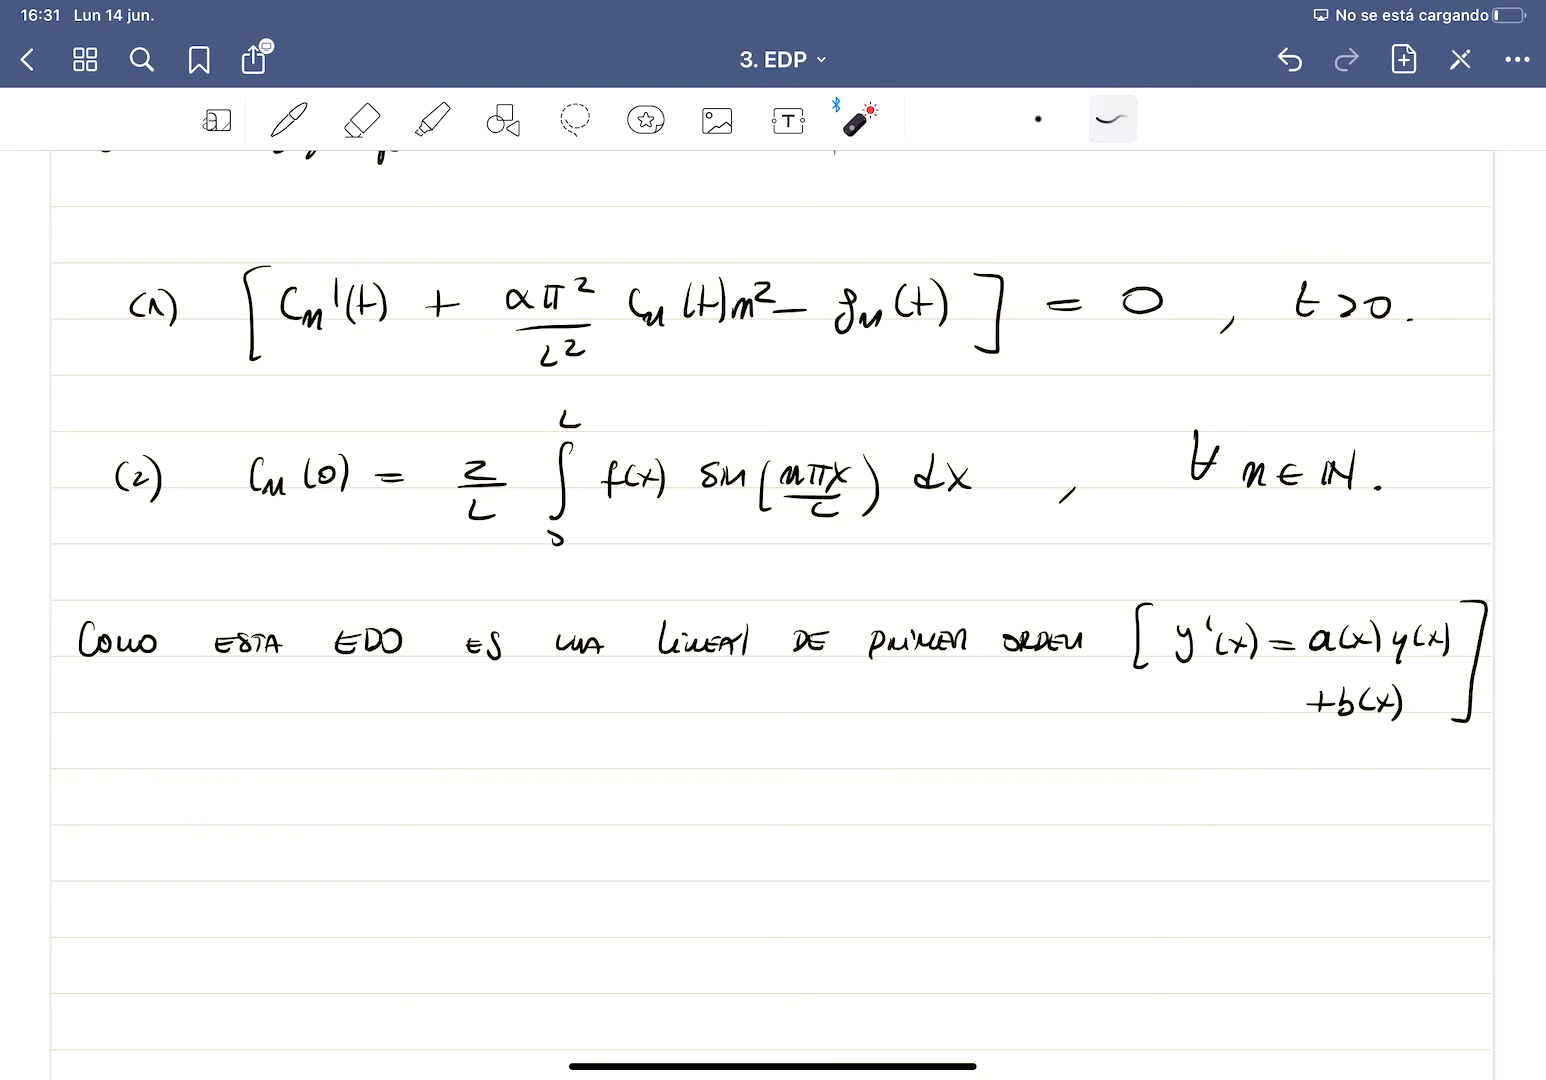 16:31 Lun 14 jun. No se está cargando
3. EDP
T
(1) [ Cn'(t) + απ²/L² Cn(t)n² − gn(t) ] = 0 , t>0.
(2) Cn(0) = 2/L ∫₀ᴸ f(x) sin(nπx/L) dx , ∀ n∈ℕ.
COMO ESTA EDO ES UNA LINEAL DE PRIMER ORDEN [ y'(x) = a(x) y(x)
+b(x) ]